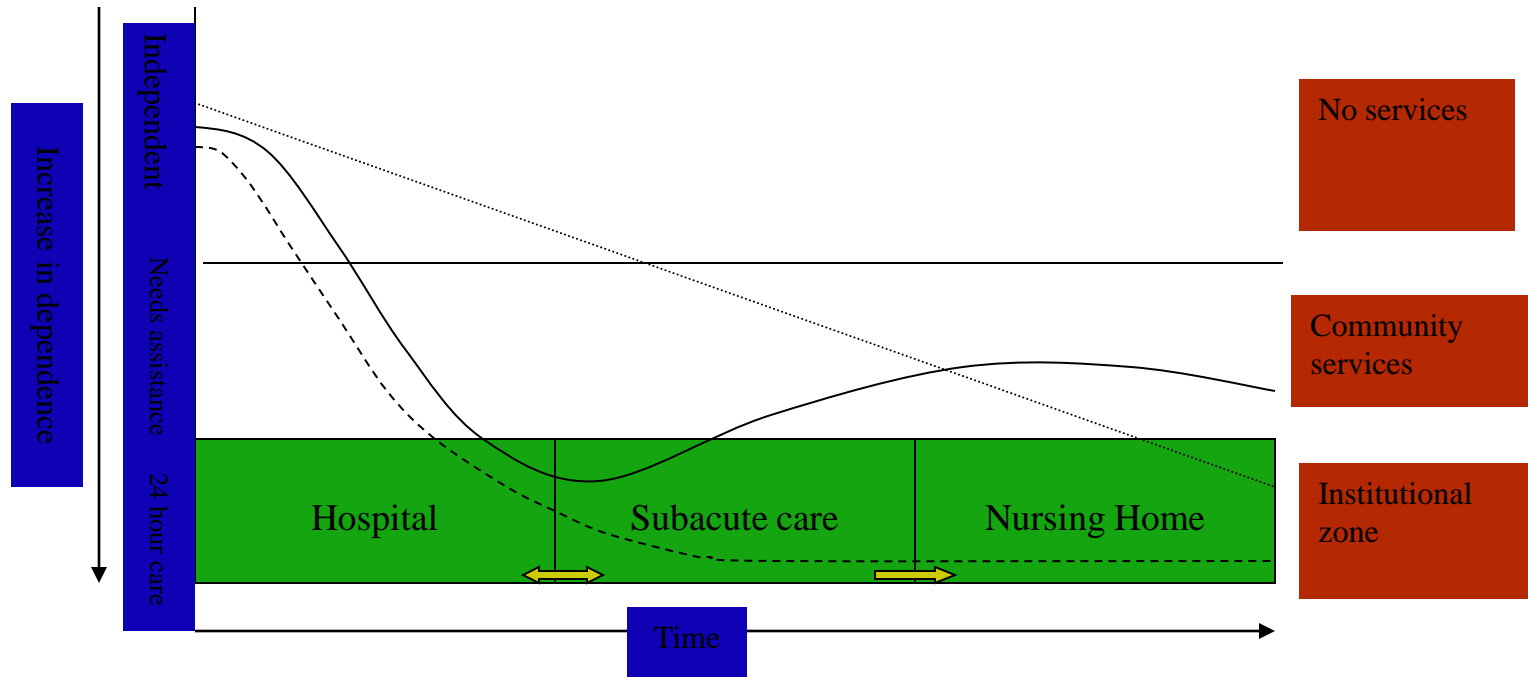 Increase in dependence
Independent
Needs assistance
24 hour care
Hospital
Subacute care
Nursing Home
Time
No services
Community
services
Institutional
zone